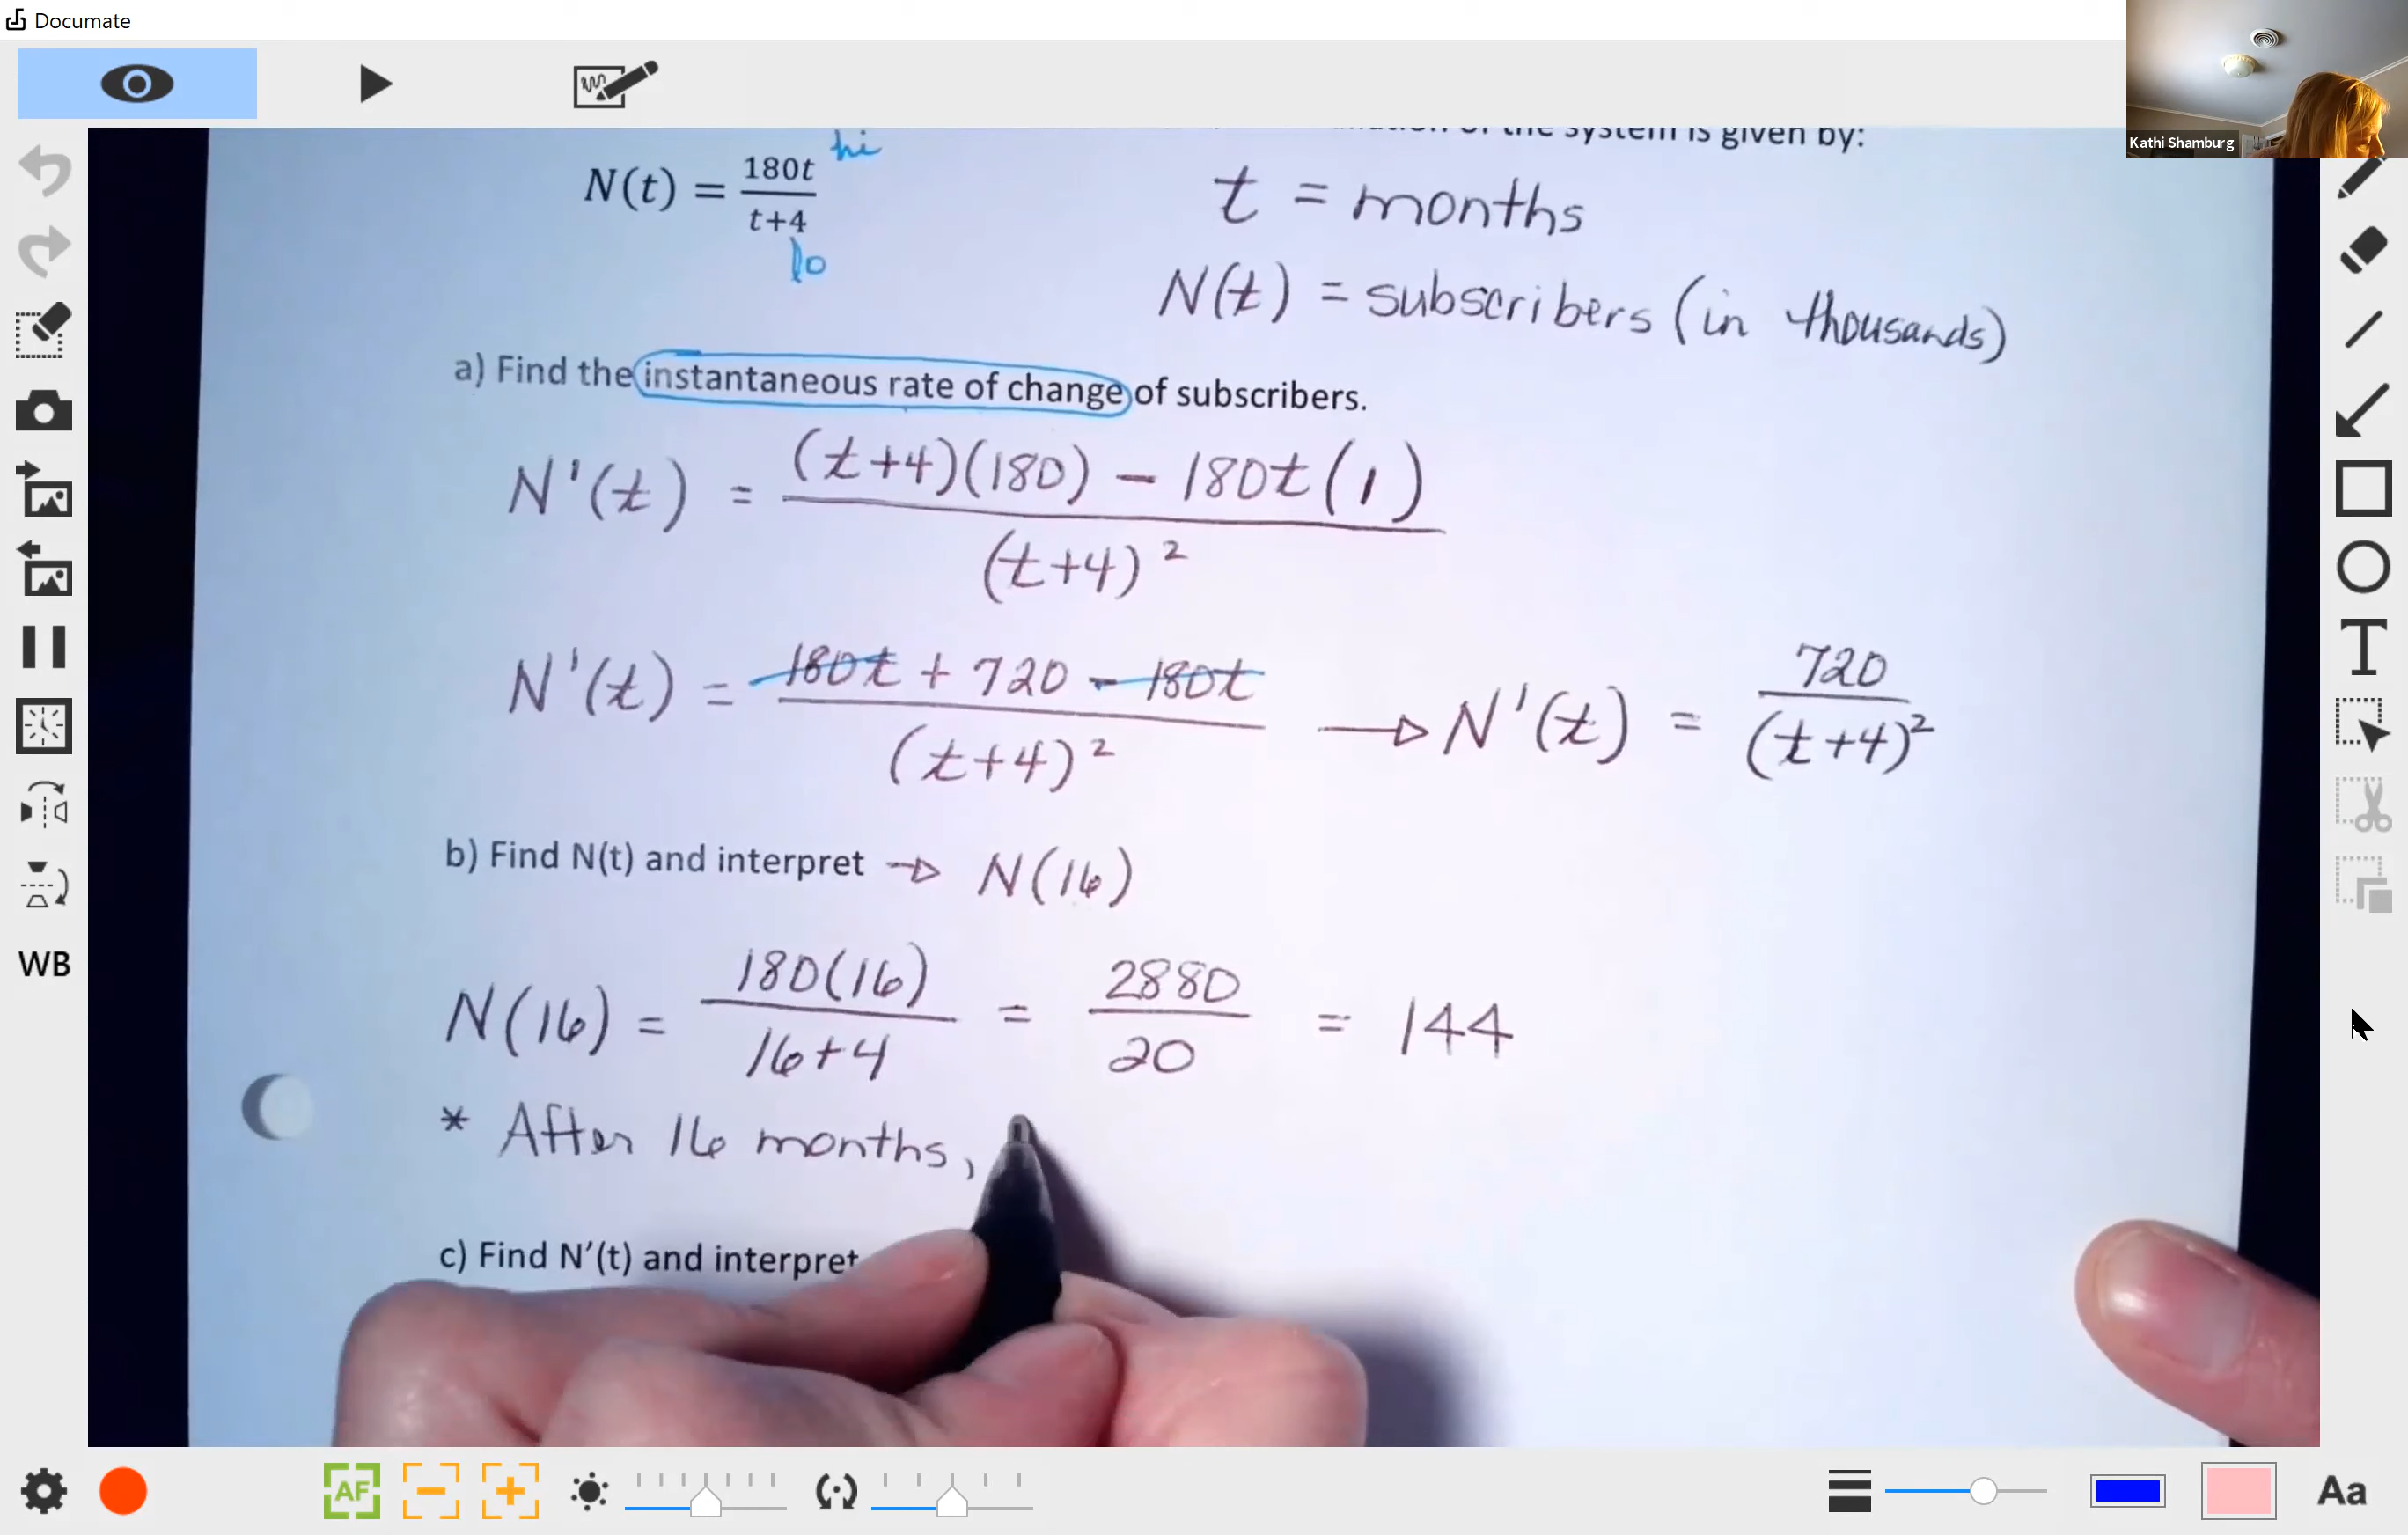 Documate
Kathi Shamburg
the system is given by:
N(t) = 180t / t+4
hi
lo
t = months
N(t) = subscribers (in thousands)
a) Find the instantaneous rate of change of subscribers.
N'(t) = (t+4)(180) - 180t(1) / (t+4)²
N'(t) = 180t + 720 - 180t / (t+4)² → N'(t) = 720 / (t+4)²
b) Find N(t) and interpret → N(16)
N(16) = 180(16) / 16+4 = 2880 / 20 = 144
* After 16 months,
c) Find N'(t) and interpret
WB
T
AF
Aa